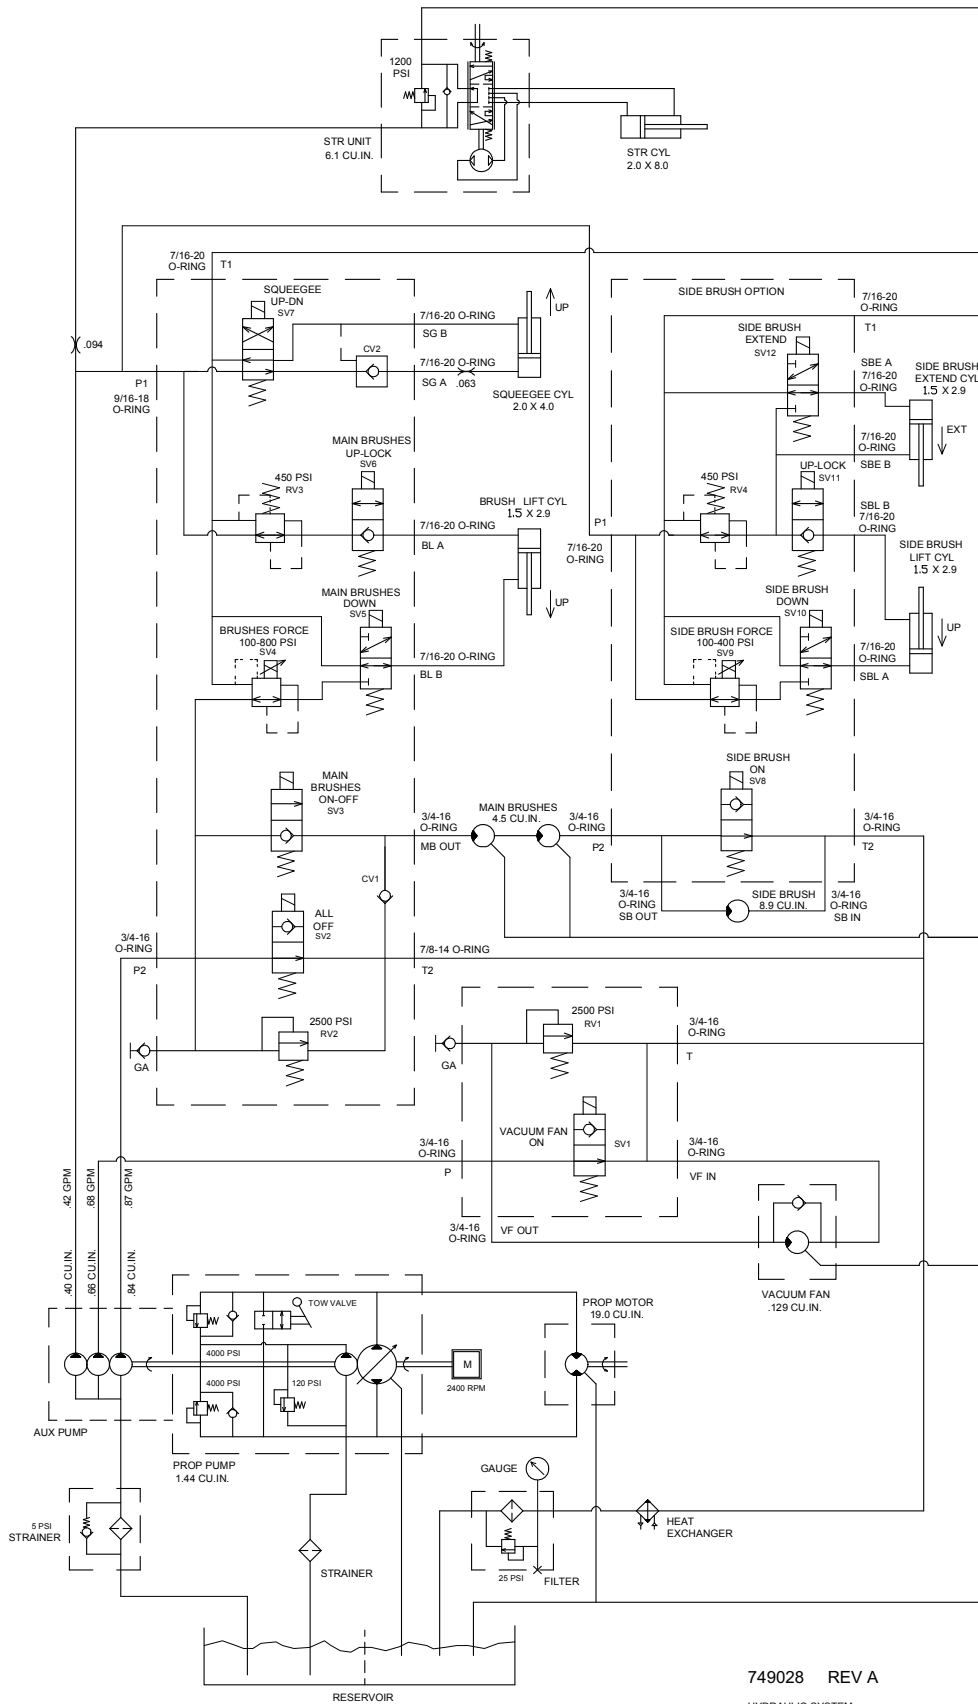 1200
PSI
STR UNIT
6.1 CU.IN.
STR CYL
2.0 X 8.0
7/16-20
O-RING
T1
SQUEEGEE
UP-DN
SV7
7/16-20 O-RING
SG B
UP
CV2
7/16-20 O-RING
SG A
.063
SQUEEGEE CYL
2.0 X 4.0
.094
P1
9/16-18
O-RING
SIDE BRUSH OPTION
7/16-20
O-RING
T1
SIDE BRUSH
EXTEND
SV12
SBE A
7/16-20
O-RING
SIDE BRUSH
EXTEND CYL
1.5 X 2.9
EXT
7/16-20
O-RING
SBE B
MAIN BRUSHES
UP-LOCK
SV6
450 PSI
RV3
BRUSH LIFT CYL
1.5 X 2.9
7/16-20 O-RING
BL A
UP
P1
7/16-20
O-RING
450 PSI
RV4
UP-LOCK
SV11
SBL B
7/16-20
O-RING
SIDE BRUSH
LIFT CYL
1.5 X 2.9
UP
MAIN BRUSHES
DOWN
SV5
BRUSHES FORCE
100-800 PSI
SV4
7/16-20 O-RING
BL B
SIDE BRUSH
DOWN
SV10
SIDE BRUSH FORCE
100-400 PSI
SV9
7/16-20
O-RING
SBL A
MAIN
BRUSHES
ON-OFF
SV3
3/4-16
O-RING
MB OUT
MAIN BRUSHES
4.5 CU.IN.
3/4-16
O-RING
P2
SIDE BRUSH
ON
SV8
3/4-16
O-RING
T2
CV1
3/4-16
O-RING
SB OUT
SIDE BRUSH
8.9 CU.IN.
3/4-16
O-RING
SB IN
ALL
OFF
SV2
3/4-16
O-RING
P2
7/8-14 O-RING
T2
2500 PSI
RV2
GA
2500 PSI
RV1
GA
3/4-16
O-RING
T
VACUUM FAN
ON
SV1
3/4-16
O-RING
P
3/4-16
O-RING
VF IN
3/4-16
O-RING
VF OUT
VACUUM FAN
.129 CU.IN.
.42 GPM
.68 GPM
.87 GPM
.40 CU.IN.
.66 CU.IN.
.84 CU.IN.
TOW VALVE
4000 PSI
4000 PSI
120 PSI
M
2400 RPM
PROP MOTOR
19.0 CU.IN.
AUX PUMP
PROP PUMP
1.44 CU.IN.
GAUGE
5 PSI
STRAINER
STRAINER
25 PSI
FILTER
HEAT
EXCHANGER
RESERVOIR
749028 REV A